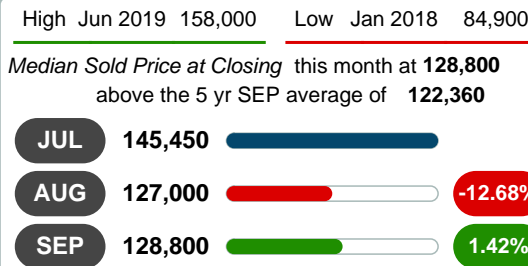 High Jun 2019 158,000 Low Jan 2018 84,900
Median Sold Price at Closing this month at 128,800
above the 5 yr SEP average of 122,360
JUL 145,450
AUG 127,000 -12.68%
SEP 128,800 1.42%